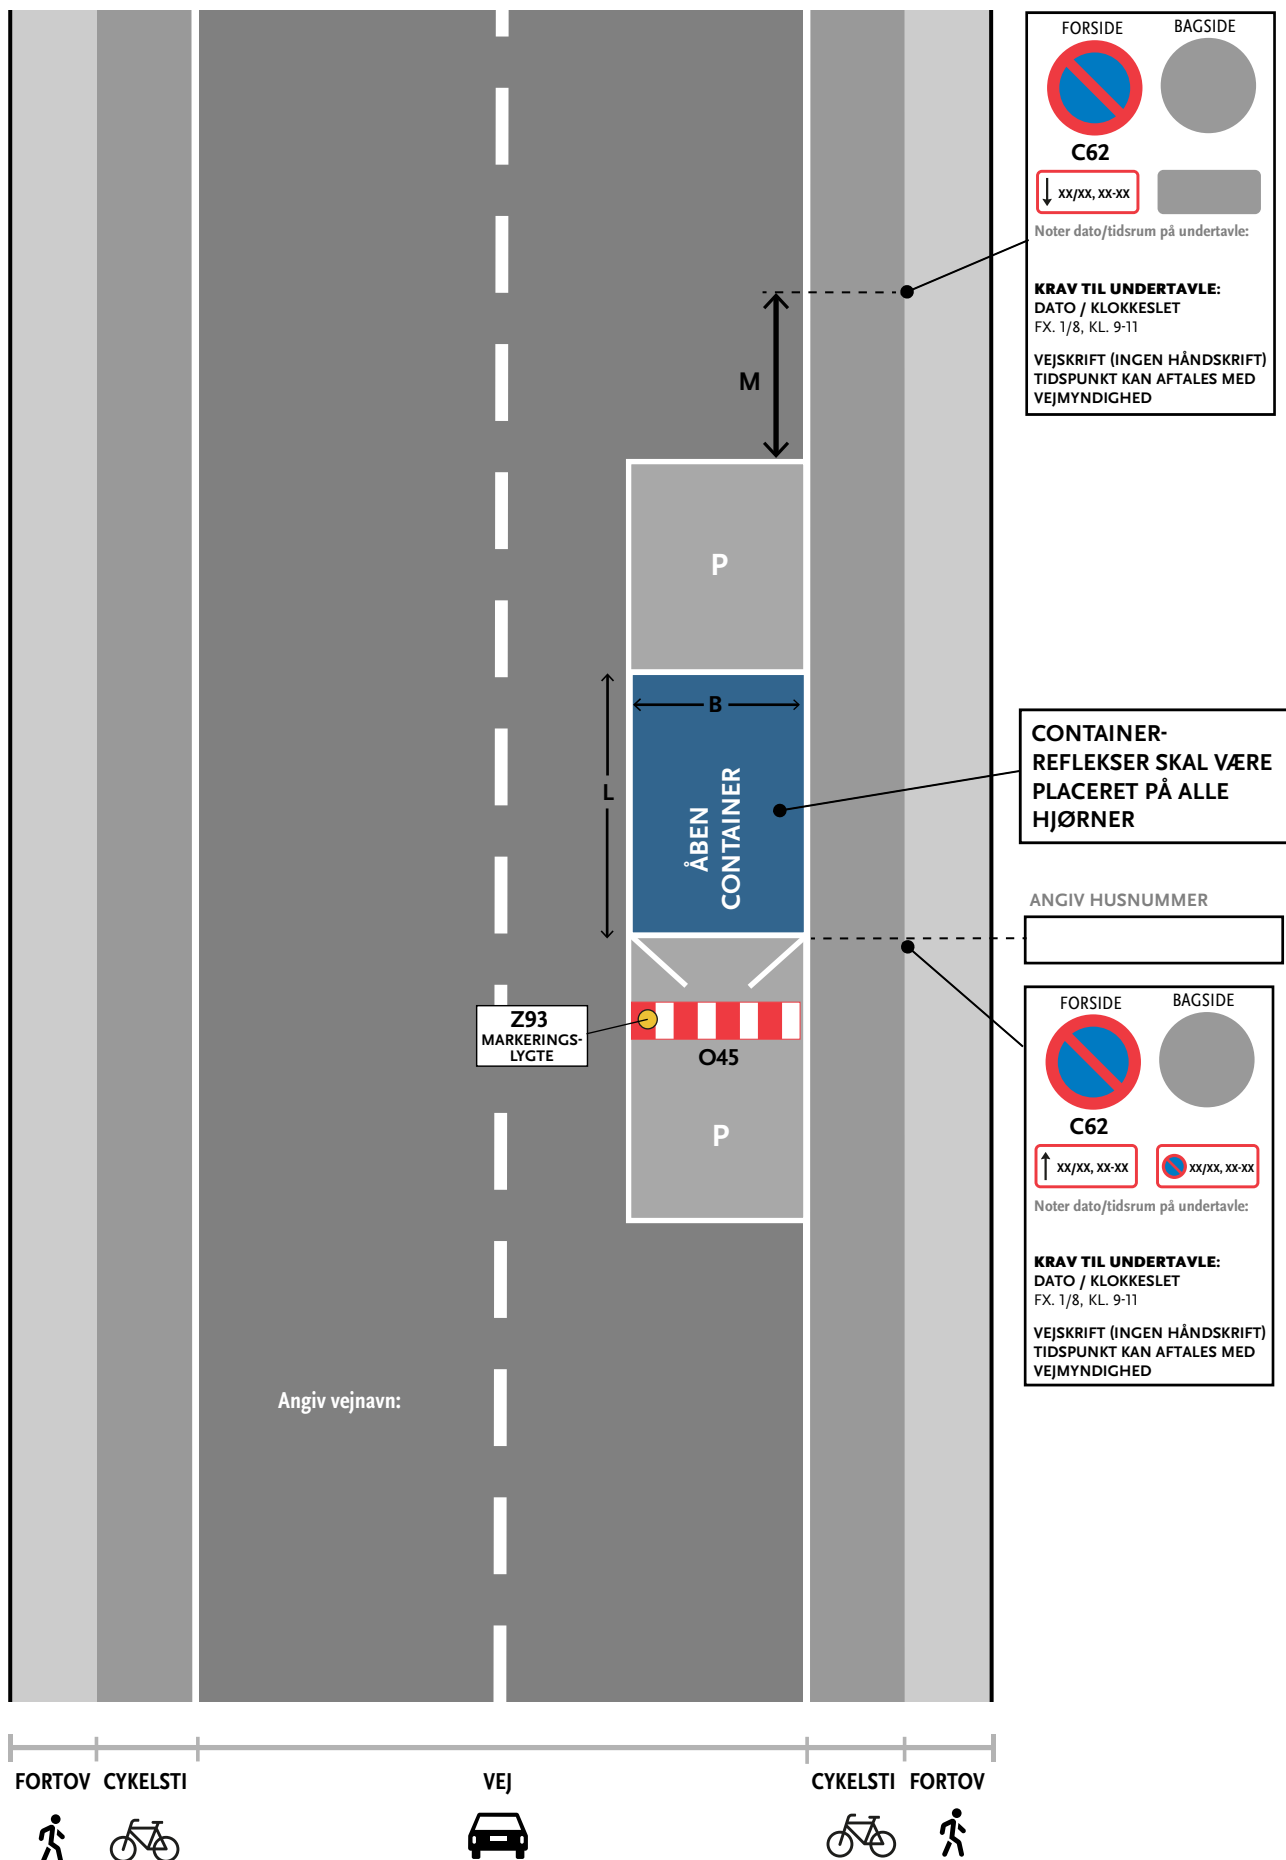 FORSIDE BAGSIDE
C62
xx/xx, xx-xx
Noter dato/tidsrum på undertavle:
KRAV TIL UNDERTAVLE:
DATO / KLOKKESLET
FX. 1/8, KL. 9-11
VEJSKRIFT (INGEN HÅNDSKRIFT)
TIDSPUNKT KAN AFTALES MED
VEJMYNDIGHED
M
P
B
L
ÅBEN
CONTAINER
CONTAINER-
REFLEKSER SKAL VÆRE
PLACERET PÅ ALLE
HJØRNER
ANGIV HUSNUMMER
Z93
MARKERINGS-
LYGTE
O45
P
FORSIDE BAGSIDE
C62
xx/xx, xx-xx xx/xx, xx-xx
Noter dato/tidsrum på undertavle:
KRAV TIL UNDERTAVLE:
DATO / KLOKKESLET
FX. 1/8, KL. 9-11
VEJSKRIFT (INGEN HÅNDSKRIFT)
TIDSPUNKT KAN AFTALES MED
VEJMYNDIGHED
Angiv vejnavn:
FORTOV CYKELSTI VEJ CYKELSTI FORTOV